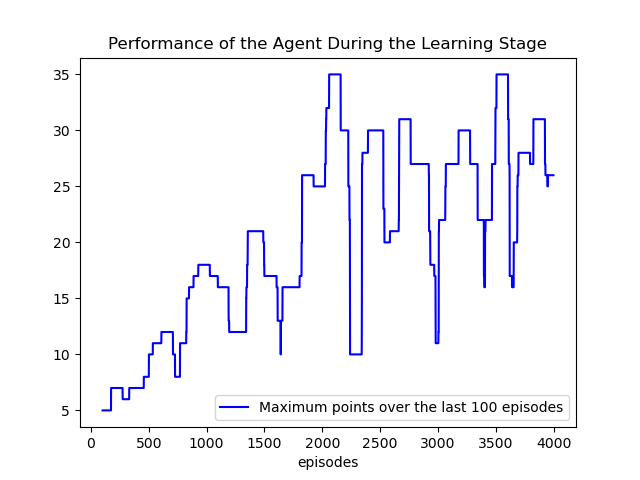 Performance of the Agent During the Learning Stage
35
30
25
20
15
10
5
Maximum points over the last 100 episodes
0 500 1000 1500 2000 2500 3000 3500 4000
episodes